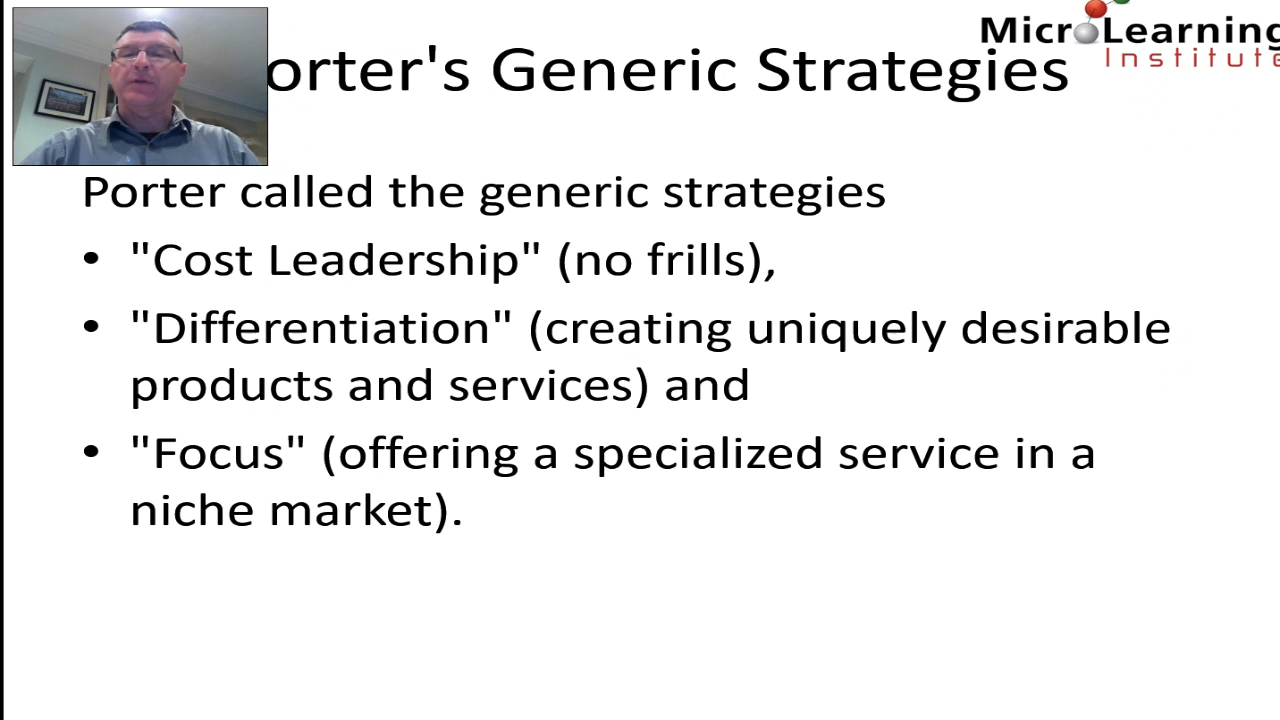 orter's Generic Strategies
MicroLearning
Institute
Porter called the generic strategies
• "Cost Leadership" (no frills),
• "Differentiation" (creating uniquely desirable
products and services) and
• "Focus" (offering a specialized service in a
niche market).